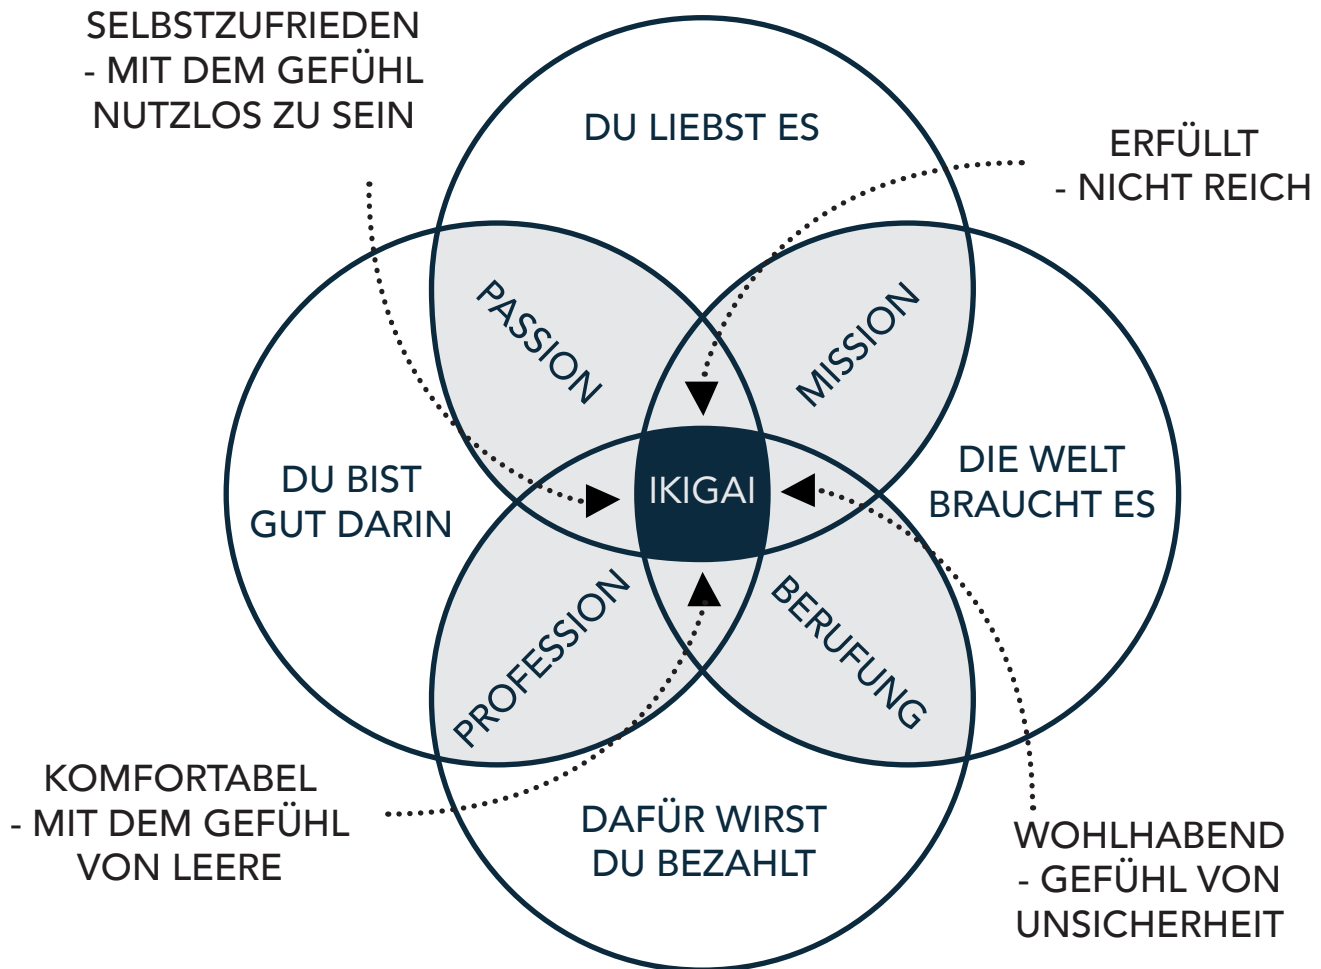 SELBSTZUFRIEDEN
- MIT DEM GEFÜHL
NUTZLOS ZU SEIN
DU LIEBST ES
ERFÜLLT
- NICHT REICH
PASSION
MISSION
DU BIST
GUT DARIN
IKIGAI
DIE WELT
BRAUCHT ES
PROFESSION
BERUFUNG
KOMFORTABEL
- MIT DEM GEFÜHL
VON LEERE
DAFÜR WIRST
DU BEZAHLT
WOHLHABEND
- GEFÜHL VON
UNSICHERHEIT